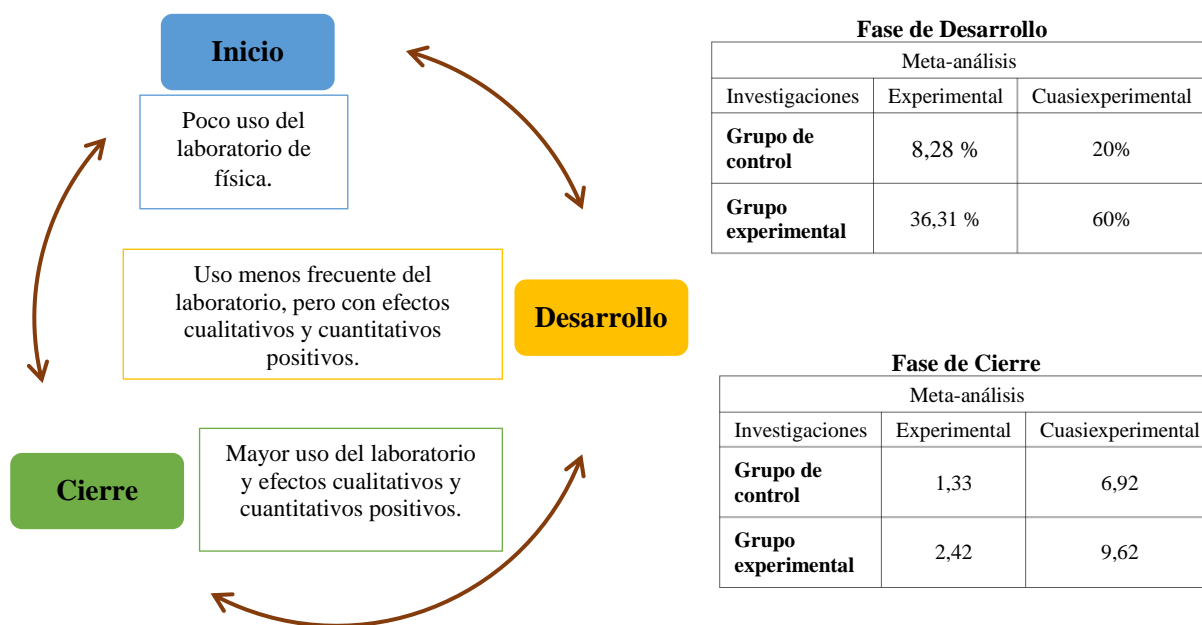 Inicio
Poco uso del
laboratorio de
física.
Uso menos frecuente del
laboratorio, pero con efectos
cualitativos y cuantitativos
positivos.
Desarrollo
Cierre
Mayor uso del laboratorio
y efectos cualitativos y
cuantitativos positivos.
Fase de Desarrollo
Meta-análisis
Investigaciones Experimental Cuasiexperimental
Grupo de
control 8,28 % 20%
Grupo
experimental 36,31 % 60%
Fase de Cierre
Meta-análisis
Investigaciones Experimental Cuasiexperimental
Grupo de
control 1,33 6,92
Grupo
experimental 2,42 9,62